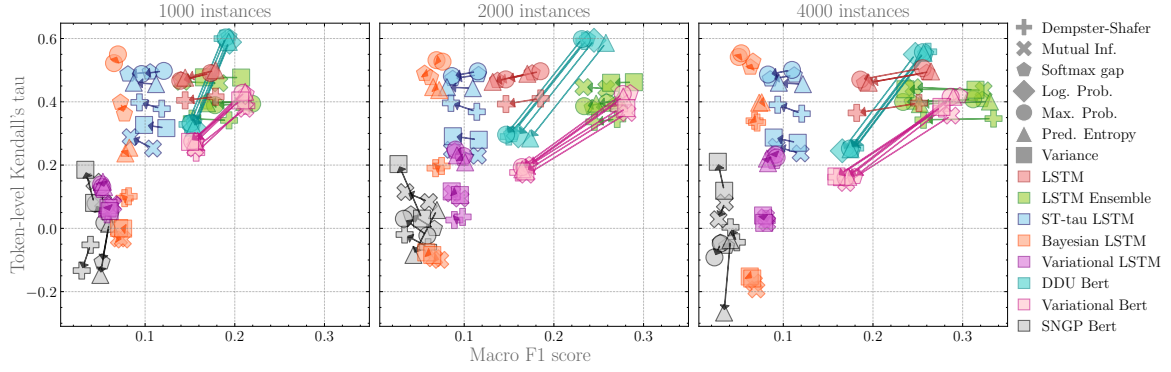 1000 instances
2000 instances
4000 instances
Token-level Kendall's tau
0.6
0.4
0.2
0.0
−0.2
0.1
0.2
0.3
0.1
0.2
0.3
0.1
0.2
0.3
Macro F1 score
Dempster-Shafer
Mutual Inf.
Softmax gap
Log. Prob.
Max. Prob.
Pred. Entropy
Variance
LSTM
LSTM Ensemble
ST-tau LSTM
Bayesian LSTM
Variational LSTM
DDU Bert
Variational Bert
SNGP Bert